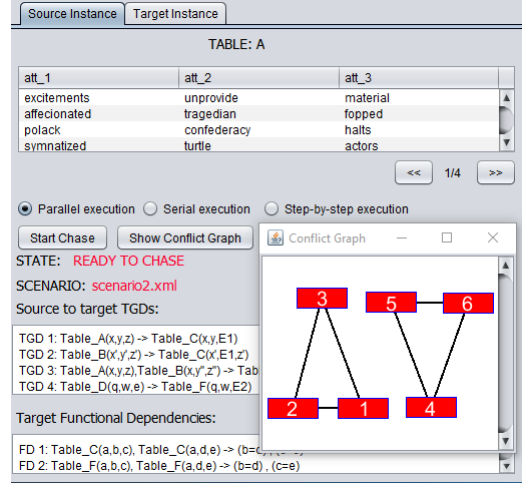 Source Instance Target Instance
TABLE: A
att_1 att_2 att_3
excitements unprovide material
affecionated tragedian fopped
polack confederacy halts
symnatized turtle actors
<< 1/4 >>
Parallel execution Serial execution Step-by-step execution
Start Chase Show Conflict Graph Conflict Graph
STATE: READY TO CHASE
SCENARIO: scenario2.xml
Source to target TGDs:
TGD 1: Table_A(x,y,z) -> Table_C(x,y,E1)
TGD 2: Table_B(x',y',z') -> Table_C(x',E1,z')
TGD 3: Table_A(x,y,z),Table_B(x,y",z") -> Tab
TGD 4: Table_D(q,w,e) -> Table_F(q,w,E2)
3 5 6
2 1 4
Target Functional Dependencies:
FD 1: Table_C(a,b,c), Table_C(a,d,e) -> (b=d)
FD 2: Table_F(a,b,c), Table_F(a,d,e) -> (b=d) , (c=e)